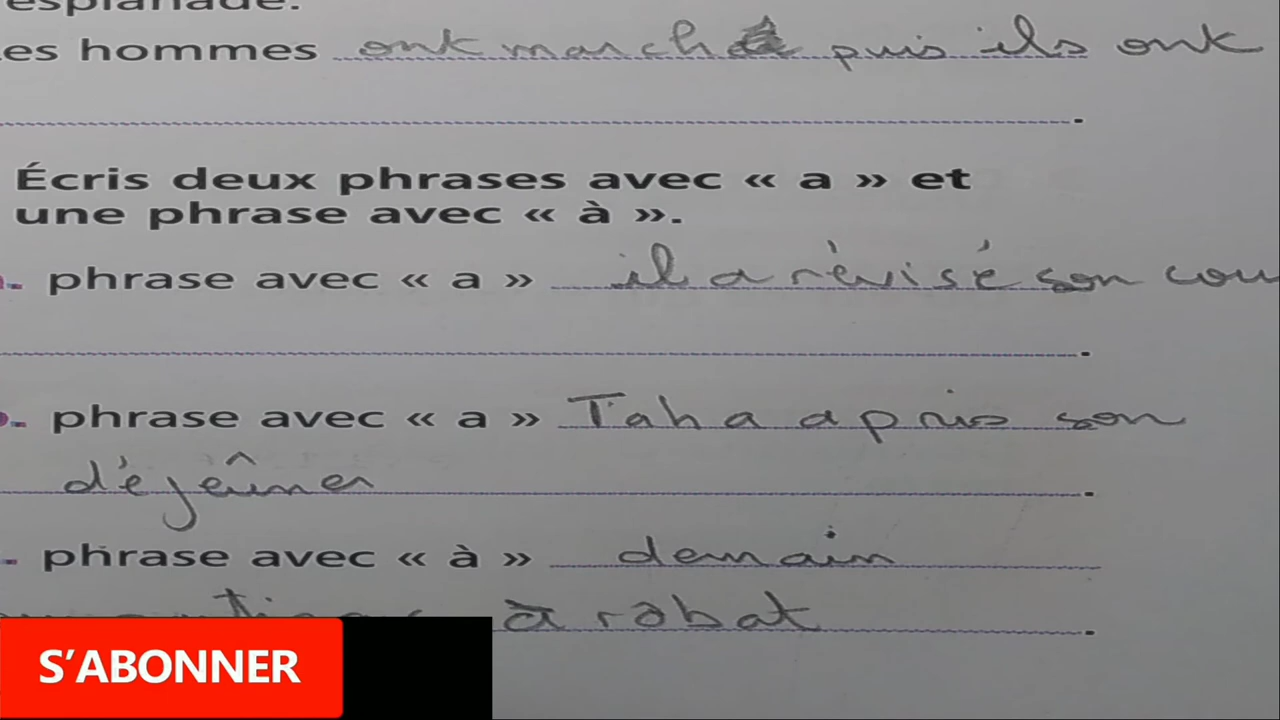 esplanade.
es hommes ont marché puis ils ont
.
Écris deux phrases avec « a » et
une phrase avec « à ».
. phrase avec « a » il a révisé son cou
.
. phrase avec « a » Taha a pris son
déjeûner .
. phrase avec « à » demain
à rabat .
S'ABONNER